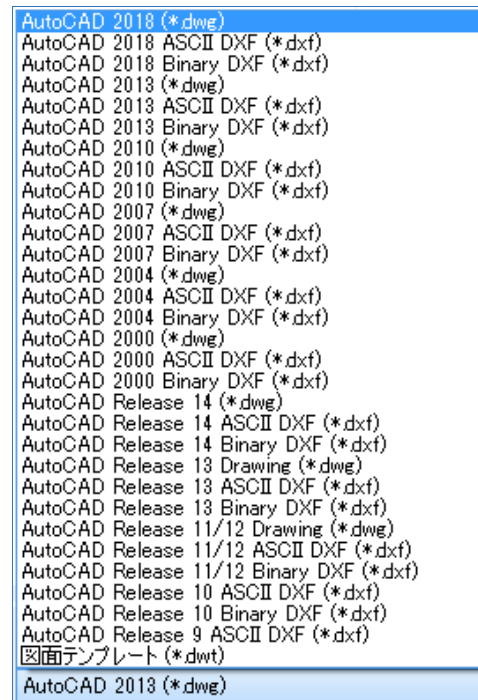 AutoCAD 2018 (*.dwg)
AutoCAD 2018 ASCII DXF (*.dxf)
AutoCAD 2018 Binary DXF (*.dxf)
AutoCAD 2013 (*.dwg)
AutoCAD 2013 ASCII DXF (*.dxf)
AutoCAD 2013 Binary DXF (*.dxf)
AutoCAD 2010 (*.dwg)
AutoCAD 2010 ASCII DXF (*.dxf)
AutoCAD 2010 Binary DXF (*.dxf)
AutoCAD 2007 (*.dwg)
AutoCAD 2007 ASCII DXF (*.dxf)
AutoCAD 2007 Binary DXF (*.dxf)
AutoCAD 2004 (*.dwg)
AutoCAD 2004 ASCII DXF (*.dxf)
AutoCAD 2004 Binary DXF (*.dxf)
AutoCAD 2000 (*.dwg)
AutoCAD 2000 ASCII DXF (*.dxf)
AutoCAD 2000 Binary DXF (*.dxf)
AutoCAD Release 14 (*.dwg)
AutoCAD Release 14 ASCII DXF (*.dxf)
AutoCAD Release 14 Binary DXF (*.dxf)
AutoCAD Release 13 Drawing (*.dwg)
AutoCAD Release 13 ASCII DXF (*.dxf)
AutoCAD Release 13 Binary DXF (*.dxf)
AutoCAD Release 11/12 Drawing (*.dwg)
AutoCAD Release 11/12 ASCII DXF (*.dxf)
AutoCAD Release 11/12 Binary DXF (*.dxf)
AutoCAD Release 10 ASCII DXF (*.dxf)
AutoCAD Release 10 Binary DXF (*.dxf)
AutoCAD Release 9 ASCII DXF (*.dxf)
図面テンプレート (*.dwt)
AutoCAD 2013 (*.dwg)